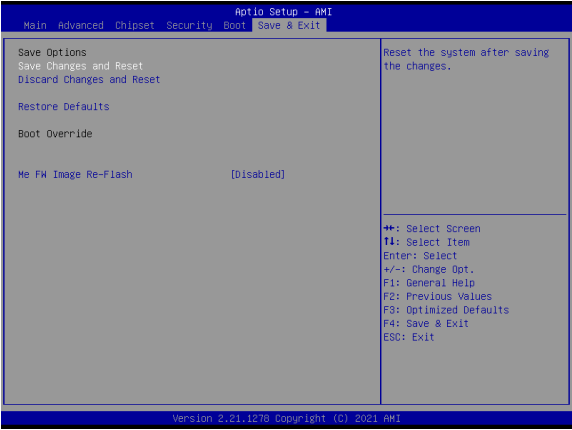 Aptio Setup – AMI
Main Advanced Chipset Security Boot Save & Exit
Save Options
Save Changes and Reset
Discard Changes and Reset
Restore Defaults
Boot Override
Me FW Image Re-Flash [Disabled]
Reset the system after saving
the changes.
→←: Select Screen
↑↓: Select Item
Enter: Select
+/-: Change Opt.
F1: General Help
F2: Previous Values
F3: Optimized Defaults
F4: Save & Exit
ESC: Exit
Version 2.21.1278 Copyright (C) 2021 AMI